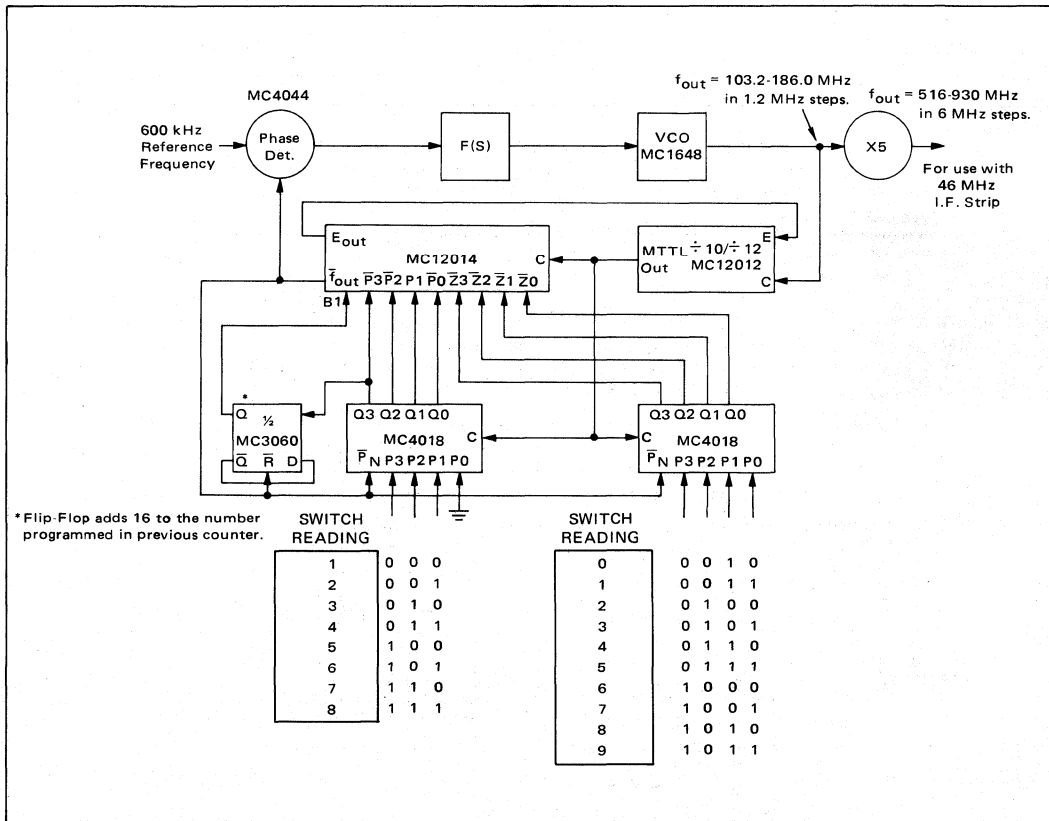 MC4044
600 kHz
Reference
Frequency
Phase
Det.
F(S)
VCO
MC1648
f_out = 103.2-186.0 MHz
in 1.2 MHz steps.
f_out = 516-930 MHz
in 6 MHz steps.
X5
For use with
46 MHz
I.F. Strip
E_out
MC12014
C
f̅_out P̅3 P̅2 P1 P̅0 Z̅3 Z̅2 Z̅1 Z̅0
B1
MTTL ÷ 10/÷ 12 E
Out MC12012
C
Q
*
½
MC3060
Q̅ R̅ D
Q3 Q2 Q1 Q0
MC4018 C
P̅_N P3 P2 P1 P0
Q3 Q2 Q1 Q0
C MC4018
P̅_N P3 P2 P1 P0
*Flip-Flop adds 16 to the number
programmed in previous counter.
SWITCH
READING
1 0 0 0
2 0 0 1
3 0 1 0
4 0 1 1
5 1 0 0
6 1 0 1
7 1 1 0
8 1 1 1
SWITCH
READING
0 0 0 1 0
1 0 0 1 1
2 0 1 0 0
3 0 1 0 1
4 0 1 1 0
5 0 1 1 1
6 1 0 0 0
7 1 0 0 1
8 1 0 1 0
9 1 0 1 1